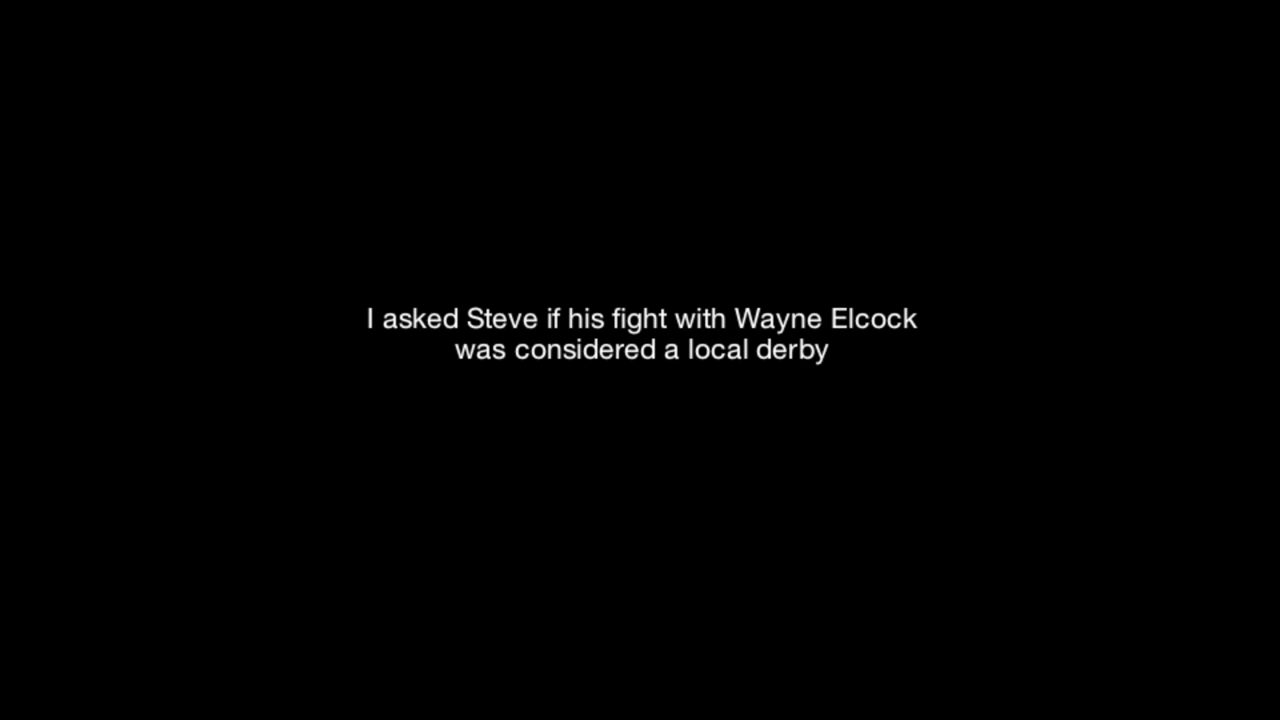 I asked Steve if his fight with Wayne Elcock
was considered a local derby